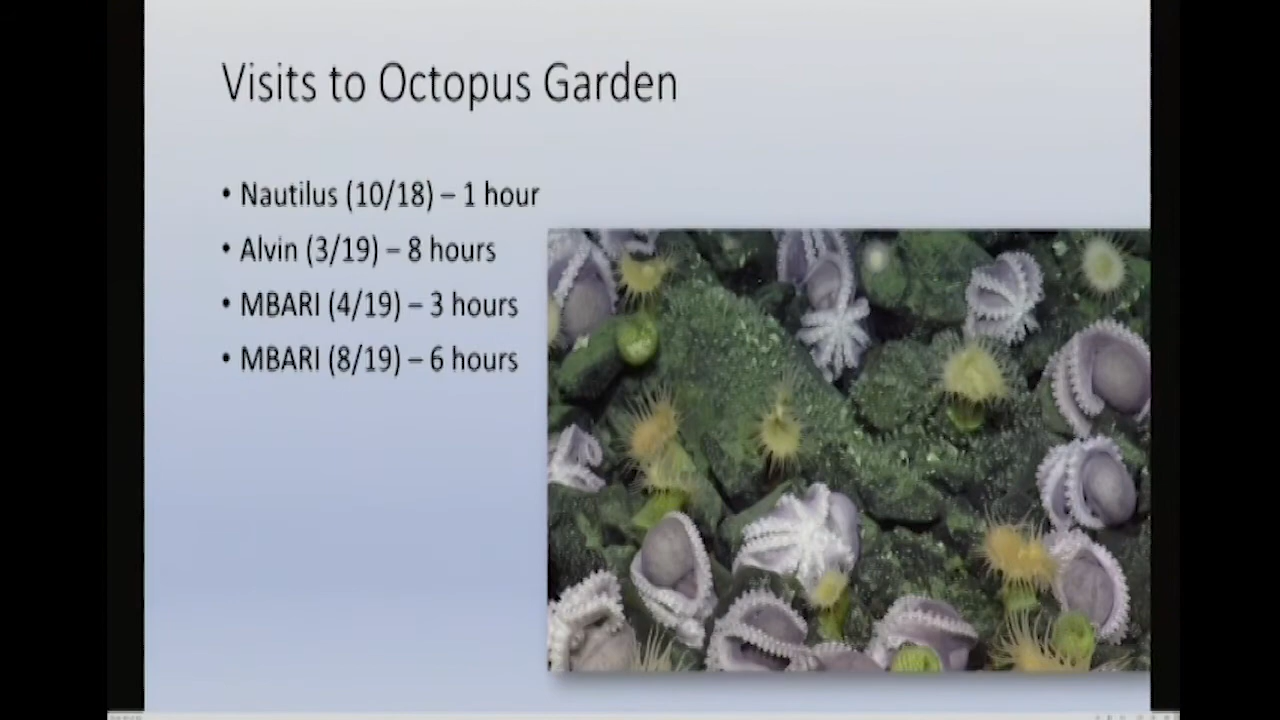 Visits to Octopus Garden
• Nautilus (10/18) – 1 hour
• Alvin (3/19) – 8 hours
• MBARI (4/19) – 3 hours
• MBARI (8/19) – 6 hours